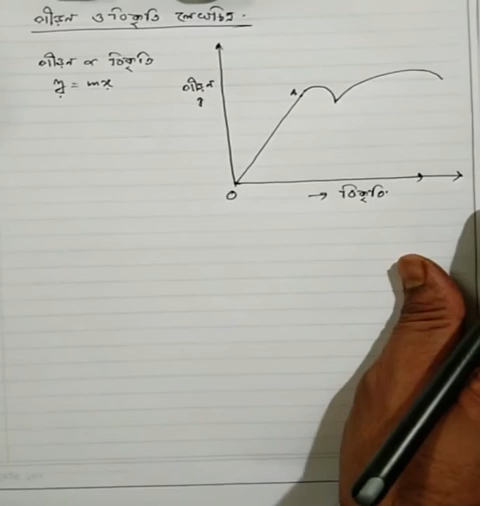 পীড়ন ও বিকৃতি লেখচিত্র.
পীড়ন ∝ বিকৃতি
y = mx
পীড়ন
A
O
→ বিকৃতি